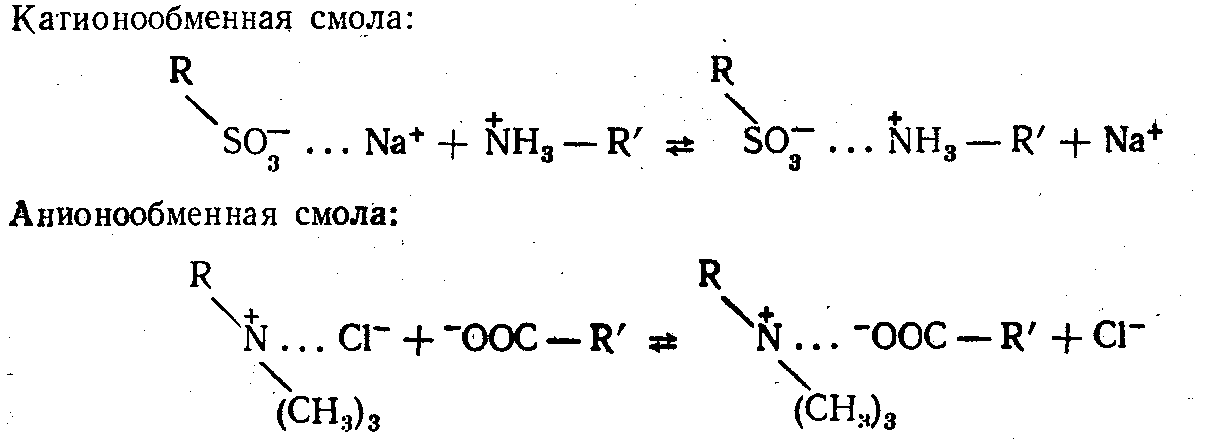 Катионообменная смола:
R R
SO₃⁻ ... Na⁺ + N⁺H₃ — R′ ⇄ SO₃⁻ ... N⁺H₃ — R′ + Na⁺
Анионообменная смола:
R R
N⁺ ... Cl⁻ + ⁻OOC — R′ ⇄ N⁺ ... ⁻OOC — R′ + Cl⁻
(CH₃)₃ (CH₃)₃